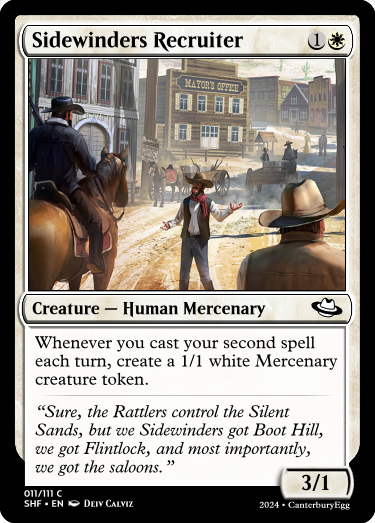 Sidewinders Recruiter 1
MAYOR'S OFFICE
Creature — Human Mercenary
Whenever you cast your second spell
each turn, create a 1/1 white Mercenary
creature token.
“Sure, the Rattlers control the Silent
Sands, but we Sidewinders got Boot Hill,
we got Flintlock, and most importantly,
we got the saloons.”
3/1
011/111 C
SHF • EN Deiv Calviz
2024 • CanterburyEgg